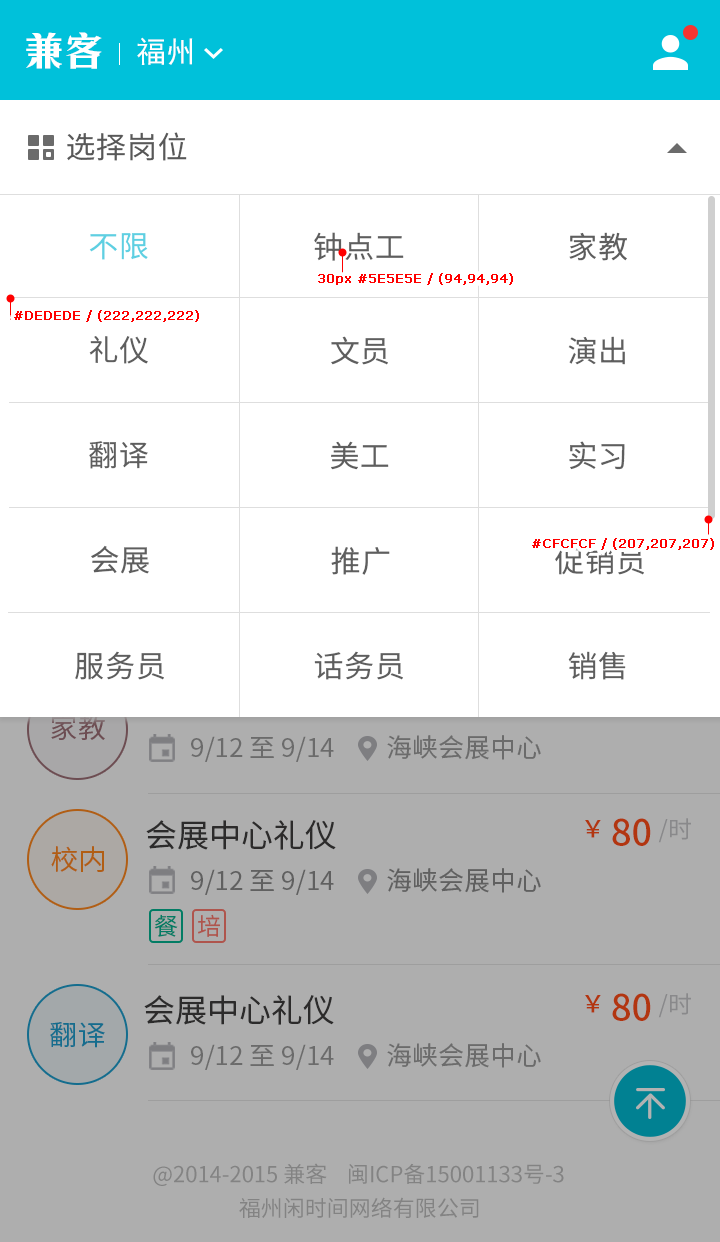 兼客 福州
选择岗位
不限 钟点工 家教
30px #5E5E5E / (94,94,94)
#DEDEDE / (222,222,222)
礼仪 文员 演出
翻译 美工 实习
#CFCFCF / (207,207,207)
会展 推广 促销员
服务员 话务员 销售
家教
9/12 至 9/14 海峡会展中心
会展中心礼仪 ¥ 80 /时
校内
9/12 至 9/14 海峡会展中心
餐 培
会展中心礼仪 ¥ 80 /时
翻译
9/12 至 9/14 海峡会展中心
@2014-2015 兼客 闽ICP备15001133号-3
福州闲时间网络有限公司